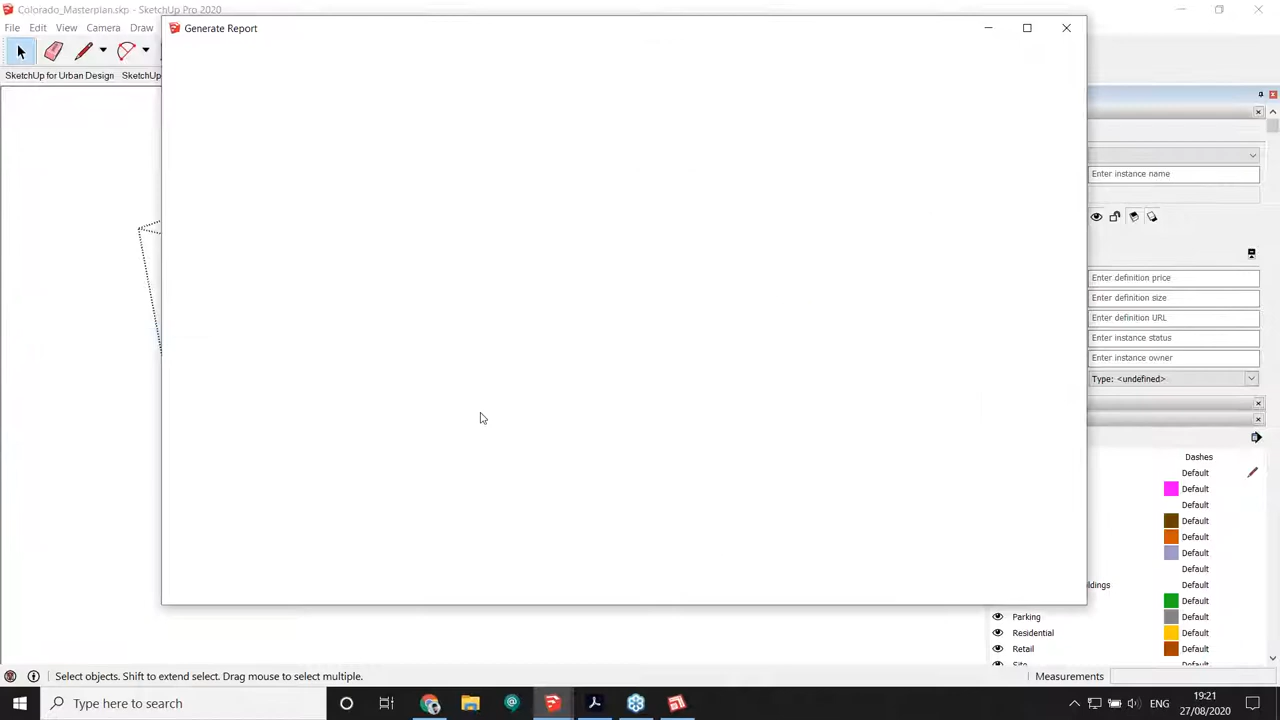 Colorado_Masterplan.skp - SketchUp Pro 2020
Generate Report
File Edit View Camera Draw
SketchUp for Urban Design SketchUp
Enter instance name
Enter definition price
Enter definition size
Enter definition URL
Enter instance status
Enter instance owner
Type: <undefined>
Dashes
Default
Default
Default
Default
Default
Default
Default
ldings Default
Default
Parking Default
Residential Default
Retail Default
Site
Select objects. Shift to extend select. Drag mouse to select multiple.
Measurements
Type here to search
ENG
19:21
27/08/2020